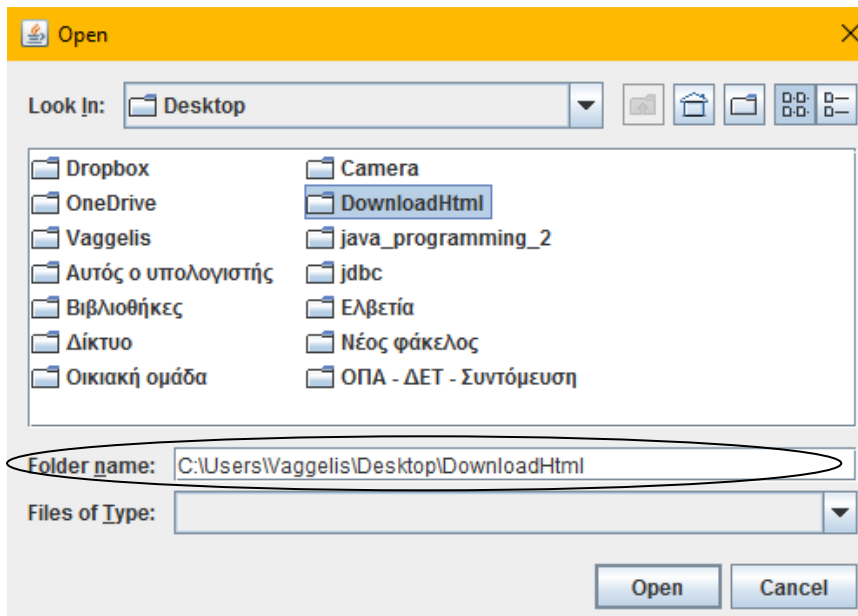 Open
Look In: Desktop
Dropbox
OneDrive
Vaggelis
Αυτός ο υπολογιστής
Βιβλιοθήκες
Δίκτυο
Οικιακή ομάδα
Camera
DownloadHtml
java_programming_2
jdbc
Ελβετία
Νέος φάκελος
ΟΠΑ - ΔΕΤ - Συντόμευση
Folder name: C:\Users\Vaggelis\Desktop\DownloadHtml
Files of Type:
Open Cancel